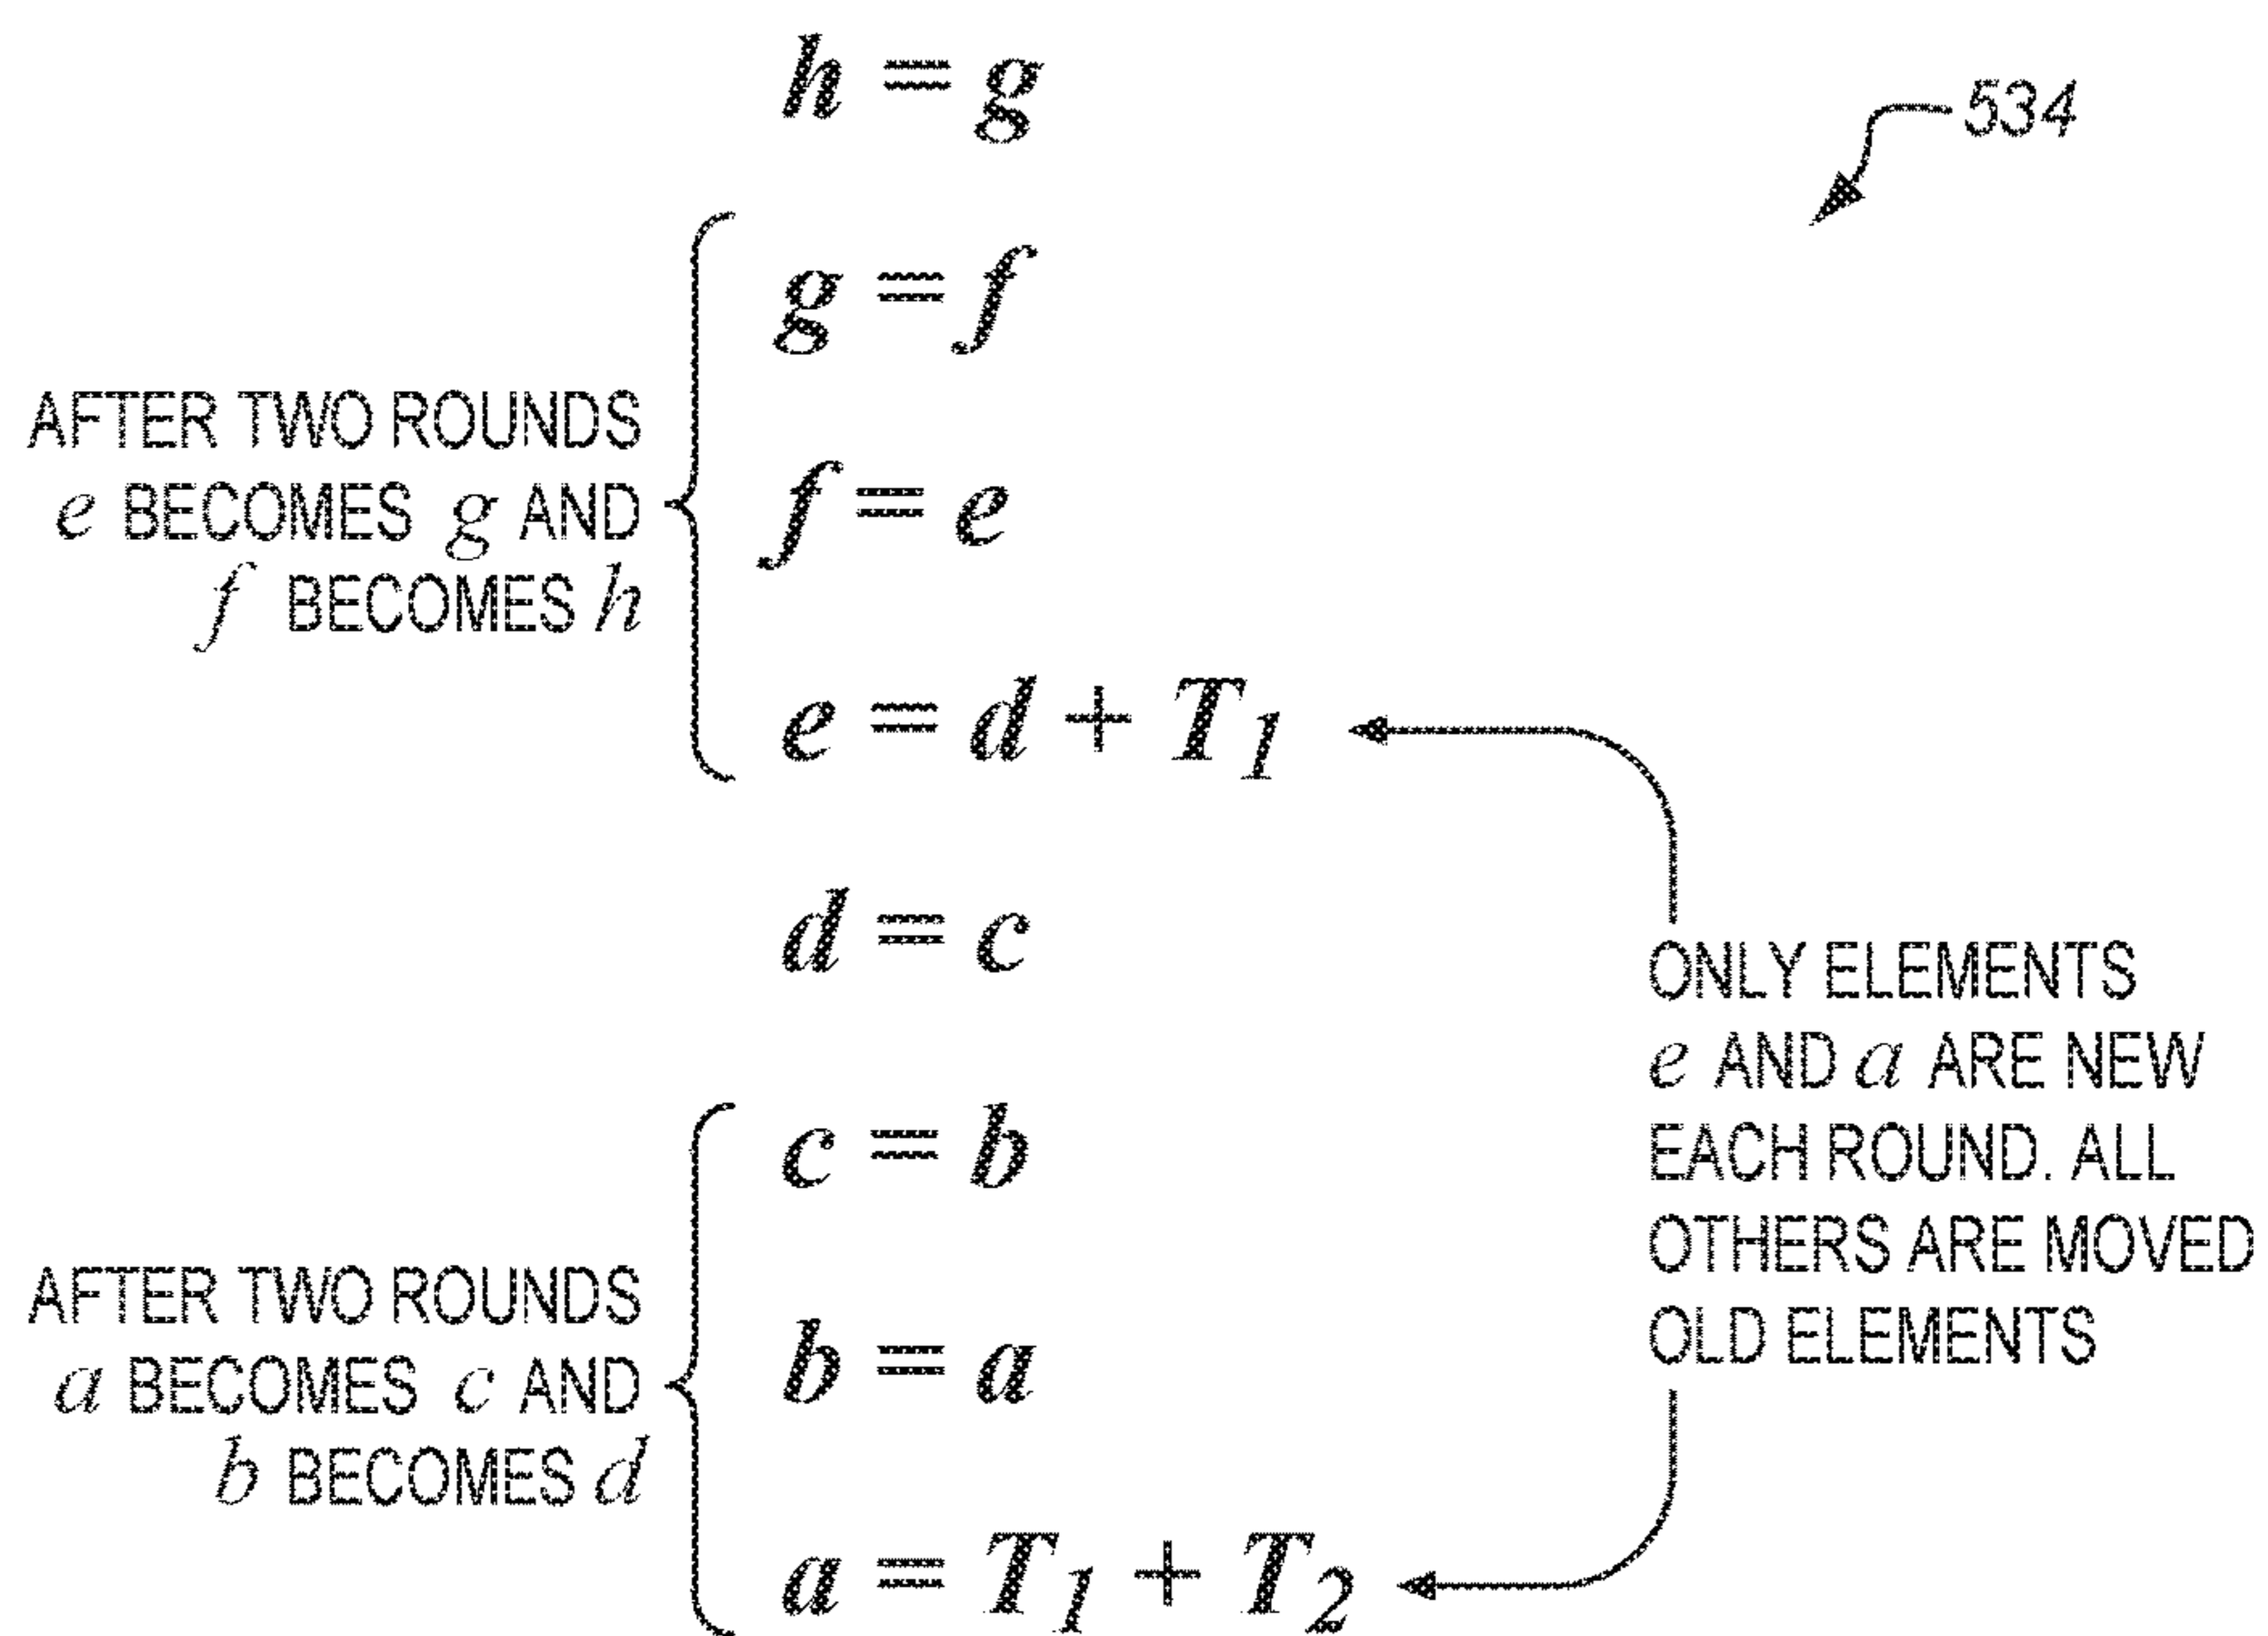 h = g
534
g = f
AFTER TWO ROUNDS
e BECOMES g AND
f BECOMES h
f = e
e = d + T1
d = c
ONLY ELEMENTS
e AND a ARE NEW
EACH ROUND. ALL
OTHERS ARE MOVED
OLD ELEMENTS
c = b
AFTER TWO ROUNDS
a BECOMES c AND
b BECOMES d
b = a
a = T1 + T2